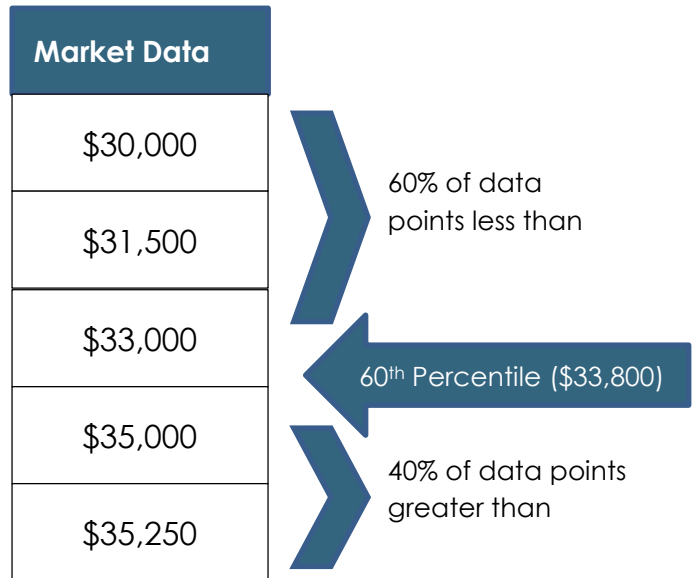 Market Data
$30,000
$31,500
$33,000
$35,000
$35,250
60% of data
points less than
60th Percentile ($33,800)
40% of data points
greater than